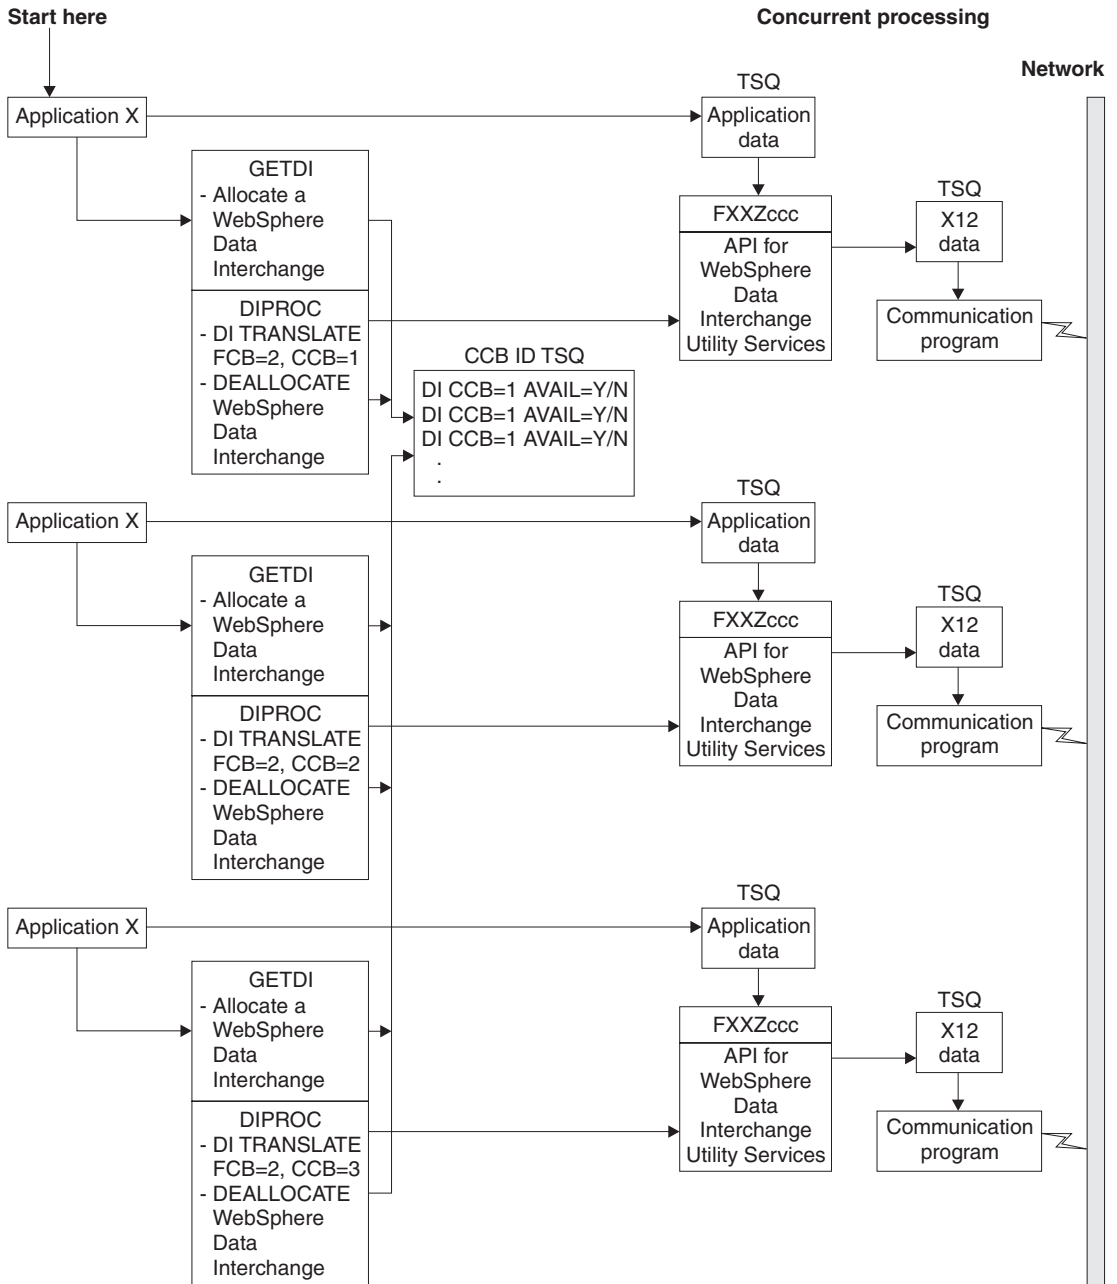 Start here
Concurrent processing
Network
TSQ
Application X
Application
data
GETDI
- Allocate a
WebSphere
Data
Interchange
DIPROC
- DI TRANSLATE
FCB=2, CCB=1
- DEALLOCATE
WebSphere
Data
Interchange
FXXZccc
API for
WebSphere
Data
Interchange
Utility Services
TSQ
X12
data
Communication
program
CCB ID TSQ
DI CCB=1 AVAIL=Y/N
DI CCB=1 AVAIL=Y/N
DI CCB=1 AVAIL=Y/N
.
.
TSQ
Application X
Application
data
GETDI
- Allocate a
WebSphere
Data
Interchange
DIPROC
- DI TRANSLATE
FCB=2, CCB=2
- DEALLOCATE
WebSphere
Data
Interchange
FXXZccc
API for
WebSphere
Data
Interchange
Utility Services
TSQ
X12
data
Communication
program
TSQ
Application X
Application
data
GETDI
- Allocate a
WebSphere
Data
Interchange
DIPROC
- DI TRANSLATE
FCB=2, CCB=3
- DEALLOCATE
WebSphere
Data
Interchange
FXXZccc
API for
WebSphere
Data
Interchange
Utility Services
TSQ
X12
data
Communication
program